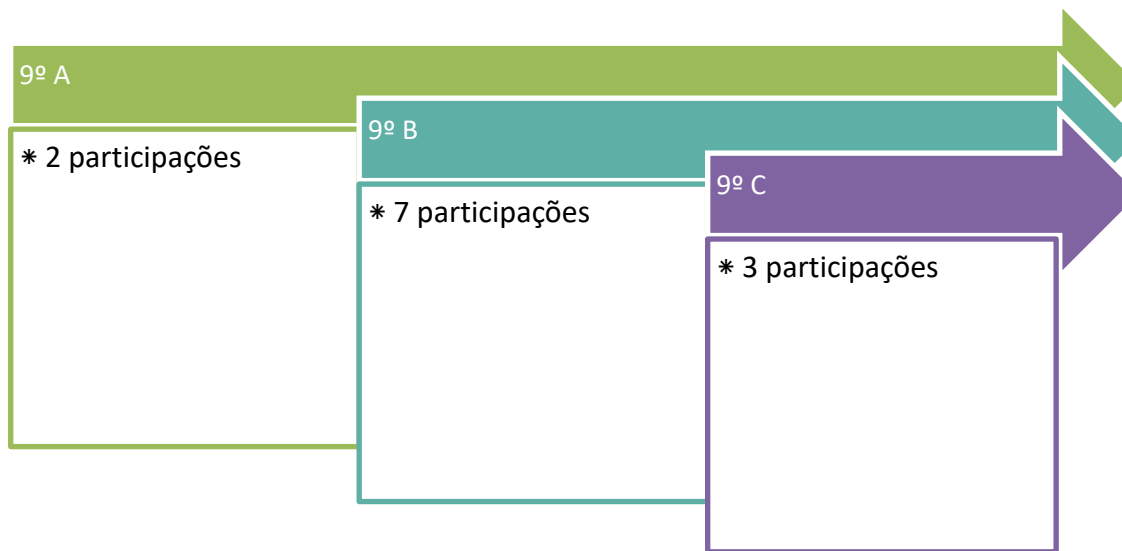 9º A
* 2 participações
9º B
* 7 participações
9º C
* 3 participações